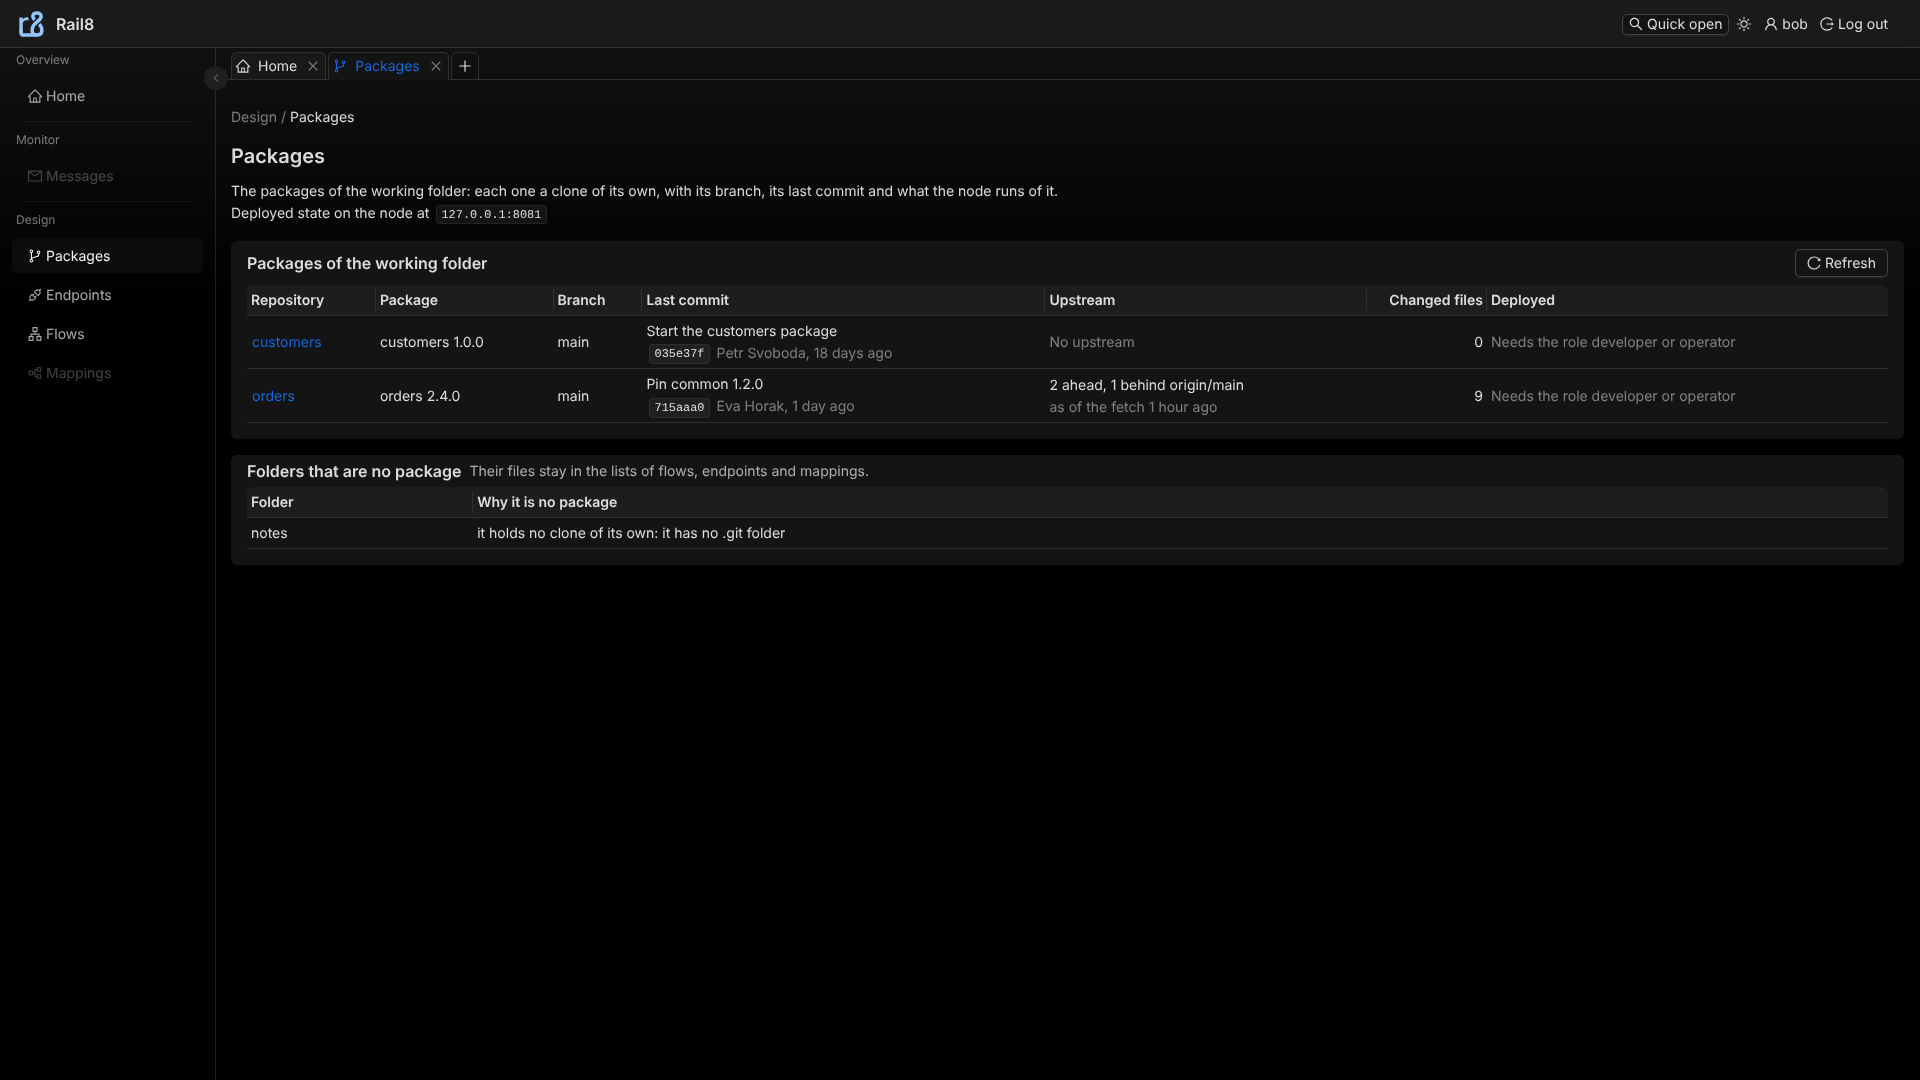 Rail8
Quick open
bob
Log out
Overview
Home
Monitor
Messages
Design
Packages
Endpoints
Flows
Mappings
Home
Packages
Design / Packages
Packages
The packages of the working folder: each one a clone of its own, with its branch, its last commit and what the node runs of it.
Deployed state on the node at 127.0.0.1:8081
Packages of the working folder
Refresh
Repository Package Branch Last commit Upstream Changed files Deployed
customers customers 1.0.0 main Start the customers package No upstream 0 Needs the role developer or operator
035e37f Petr Svoboda, 18 days ago
orders orders 2.4.0 main Pin common 1.2.0 2 ahead, 1 behind origin/main 9 Needs the role developer or operator
715aaa0 Eva Horak, 1 day ago as of the fetch 1 hour ago
Folders that are no package Their files stay in the lists of flows, endpoints and mappings.
Folder Why it is no package
notes it holds no clone of its own: it has no .git folder